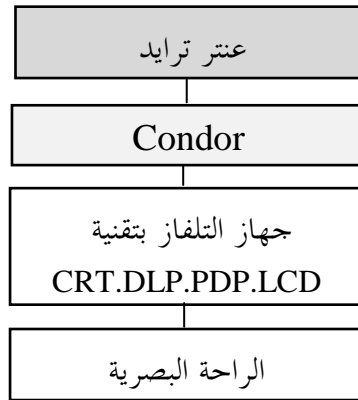 عنتر ترايد
Condor
جهاز التلفاز بتقنية
CRT.DLP.PDP.LCD
الراحة البصرية